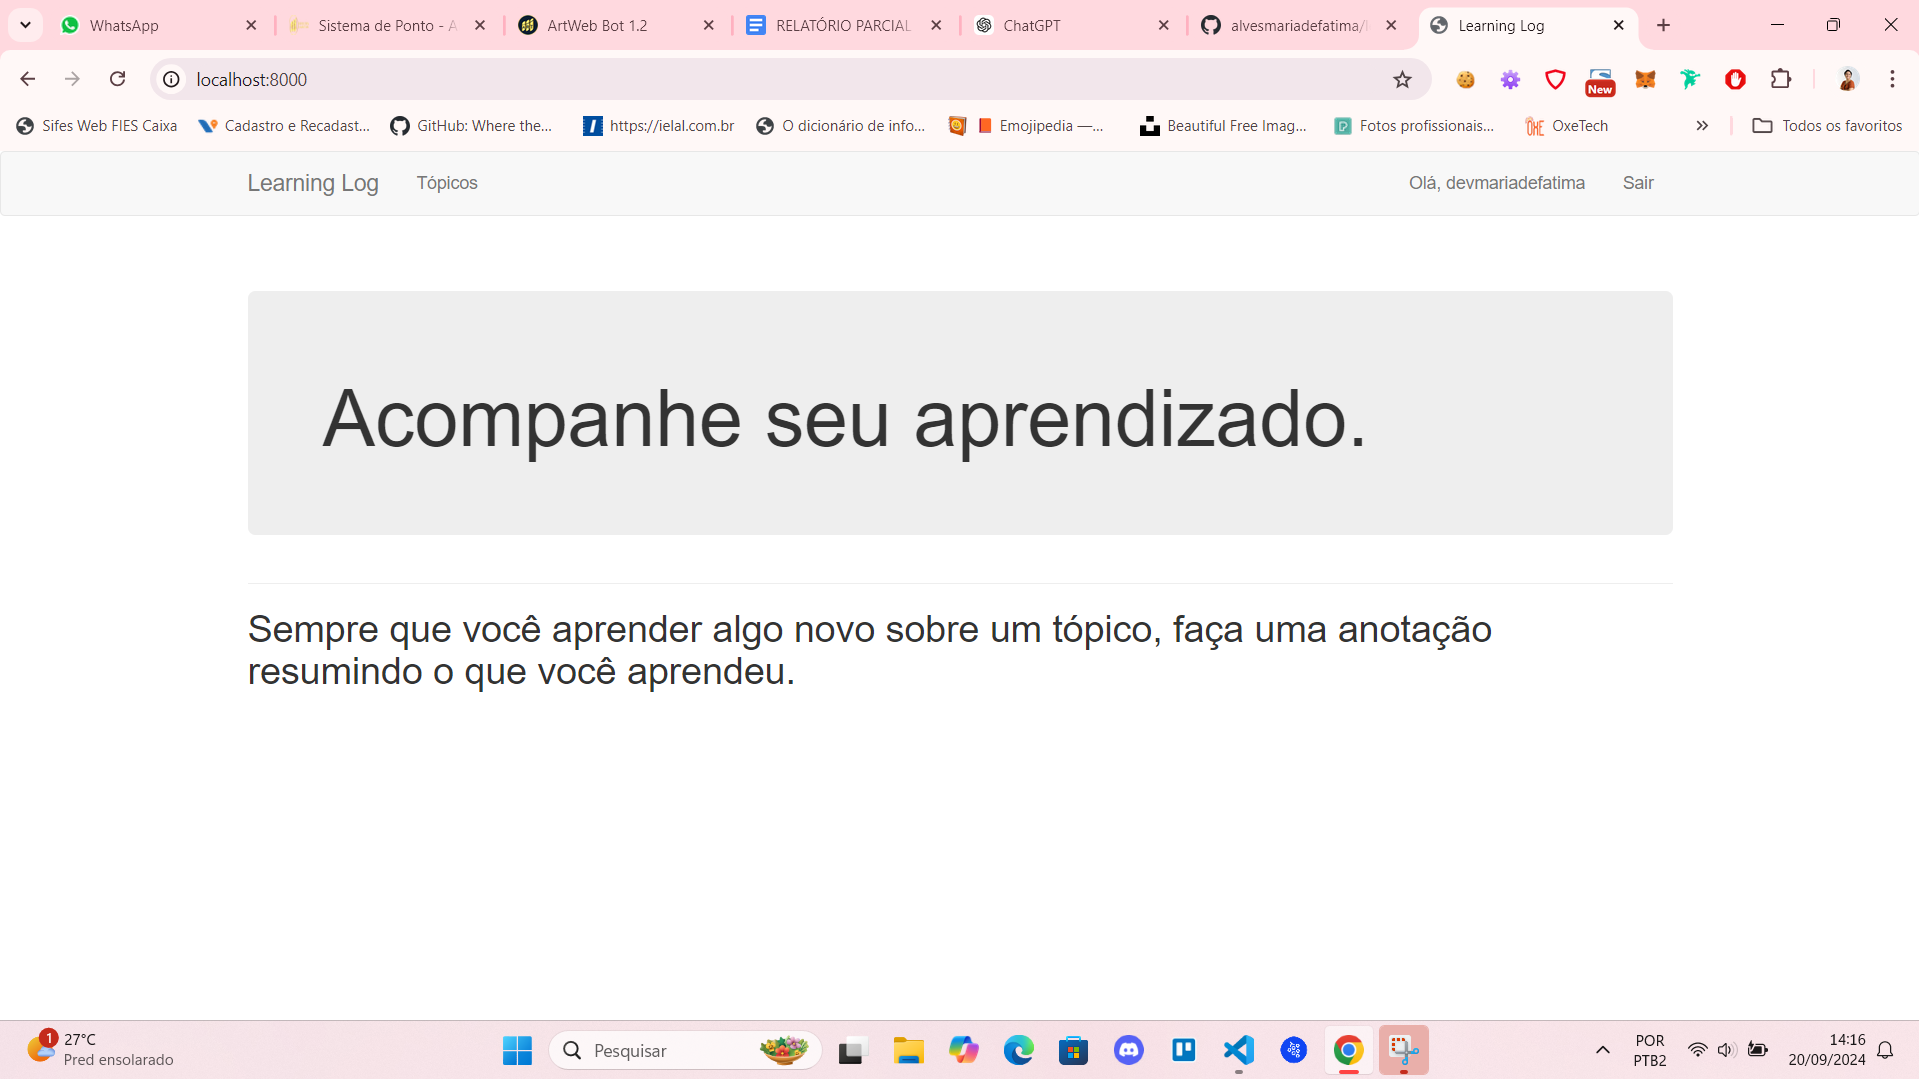 WhatsApp
Sistema de Ponto - A
ArtWeb Bot 1.2
RELATÓRIO PARCIAL
ChatGPT
alvesmariadefatima/l
Learning Log
localhost:8000
New
Sifes Web FIES Caixa
Cadastro e Recadast...
GitHub: Where the...
https://ielal.com.br
O dicionário de info...
Emojipedia —...
Beautiful Free Imag...
Fotos profissionais...
OxeTech
Todos os favoritos
Learning Log
Tópicos
Olá, devmariadefatima
Sair
Acompanhe seu aprendizado.
Sempre que você aprender algo novo sobre um tópico, faça uma anotação
resumindo o que você aprendeu.
1
27°C
Pred ensolarado
Pesquisar
POR
PTB2
14:16
20/09/2024